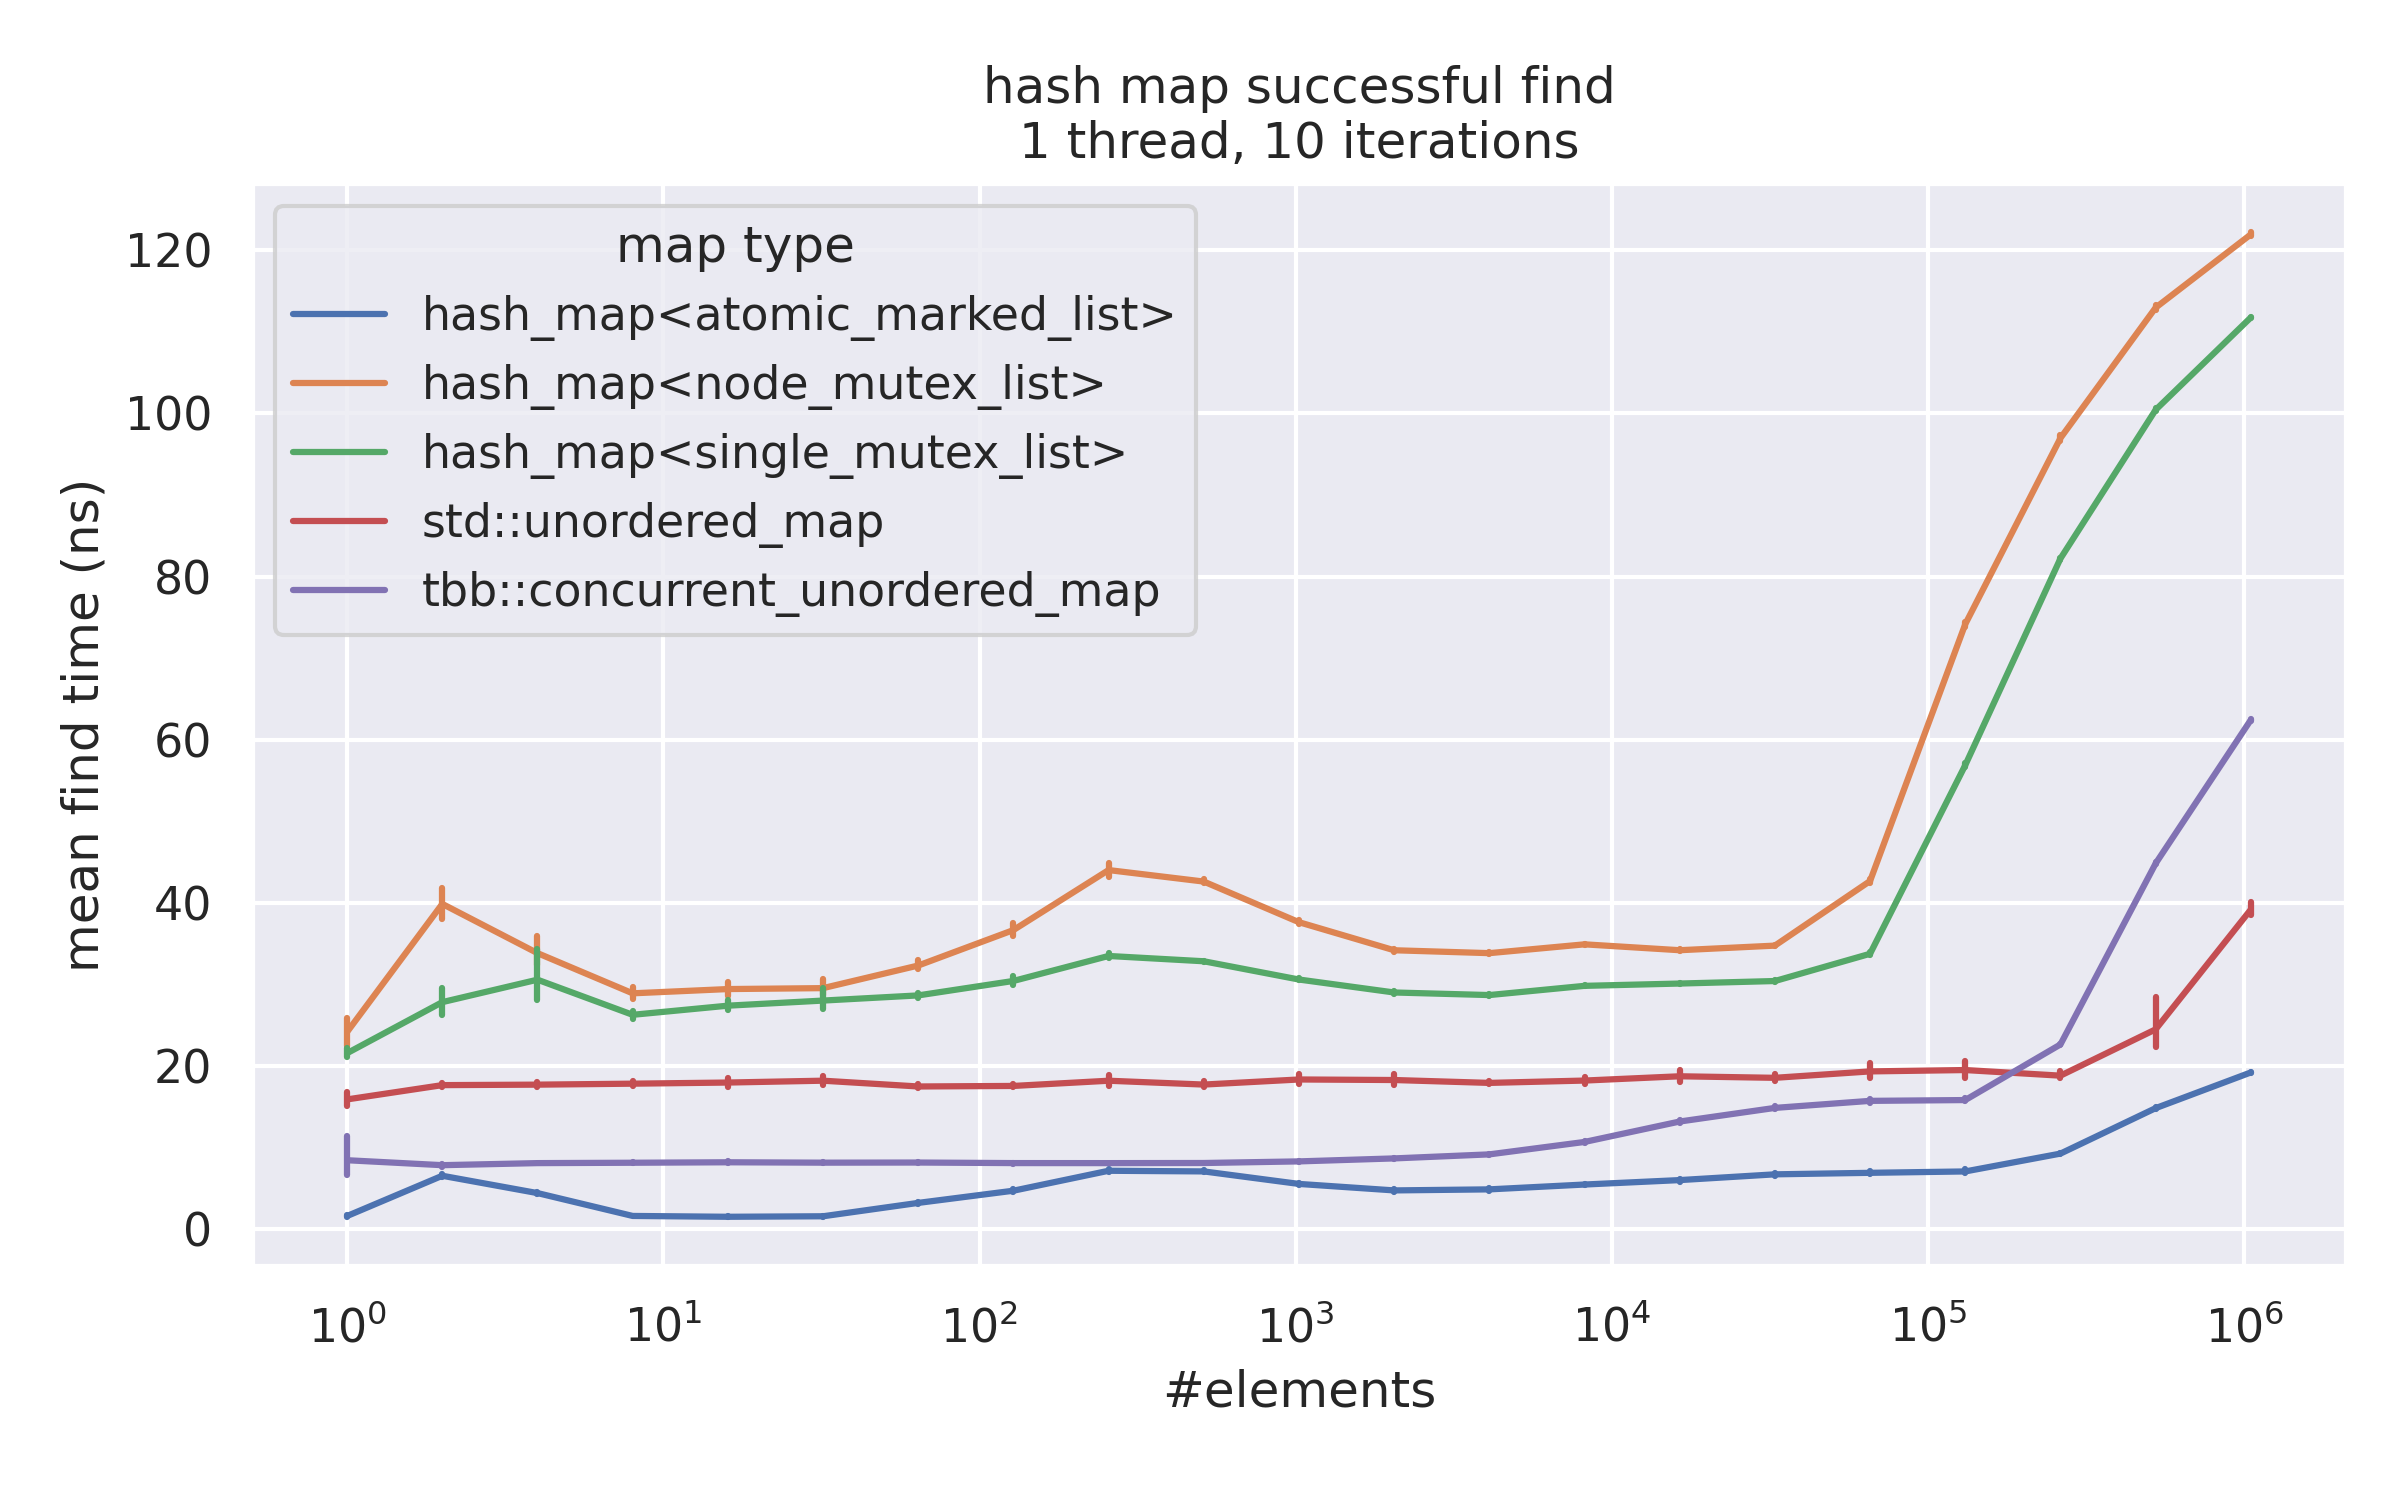 hash map successful find
1 thread, 10 iterations
map type
hash_map<atomic_marked_list>
hash_map<node_mutex_list>
hash_map<single_mutex_list>
std::unordered_map
tbb::concurrent_unordered_map
mean find time (ns)
120
100
80
60
40
20
0
10⁰ 10¹ 10² 10³ 10⁴ 10⁵ 10⁶
#elements